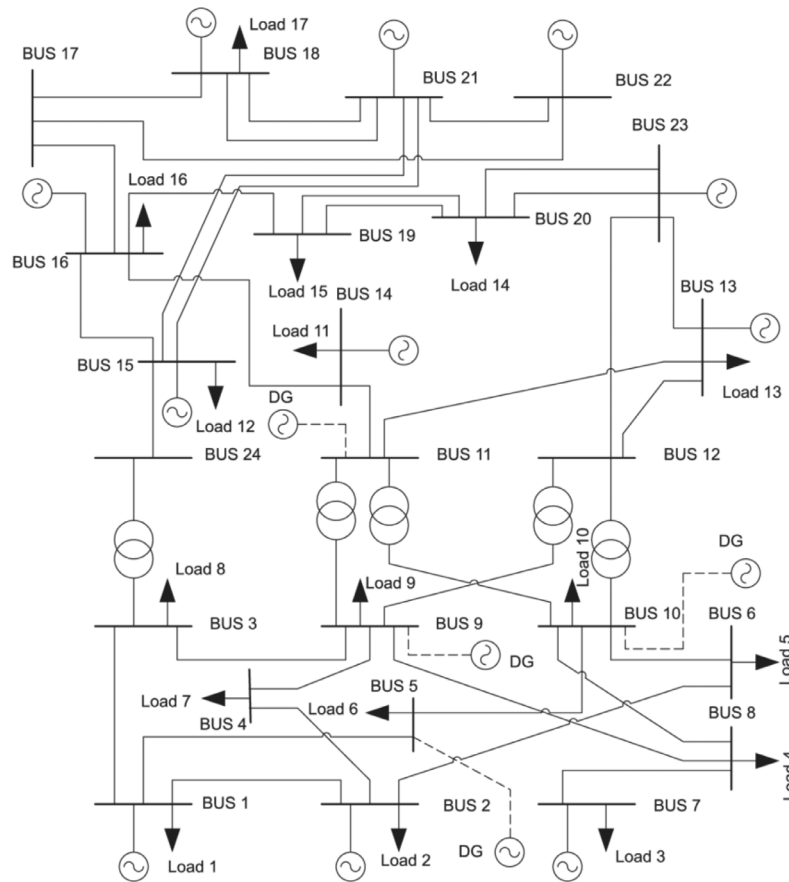 Load 17
BUS 17
BUS 18
BUS 21
BUS 22
BUS 23
Load 16
BUS 20
BUS 19
BUS 16
Load 14
Load 15
BUS 14
BUS 13
Load 11
BUS 15
Load 13
DG
Load 12
BUS 24
BUS 11
BUS 12
Load 10
DG
Load 8
Load 9
BUS 3
BUS 9
BUS 10
BUS 6
Load 5
DG
BUS 5
Load 7
Load 6
BUS 4
BUS 8
Load 4
BUS 1
BUS 2
BUS 7
DG
Load 1
Load 2
Load 3